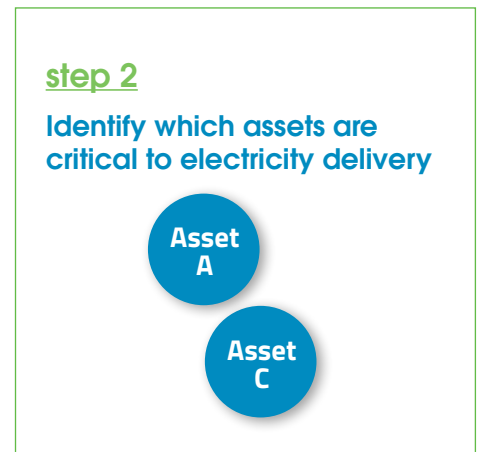 step 2
Identify which assets are
critical to electricity delivery
Asset
A
Asset
C